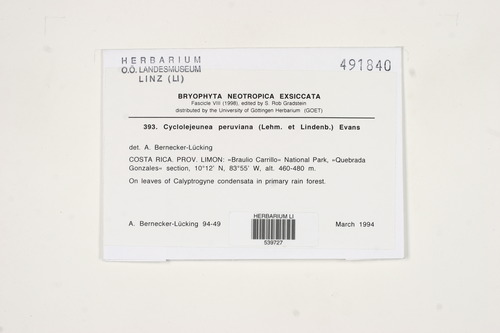 HERBARIUM
O.Ö. LANDESMUSEUM
LINZ (LI)
491840
BRYOPHYTA NEOTROPICA EXSICCATA
Fascicle VIII (1998), edited by S. Rob Gradstein
distributed by the University of Göttingen Herbarium (GOET)
393. Cyclolejeunea peruviana (Lehm. et Lindenb.) Evans
det. A. Bernecker-Lücking
COSTA RICA. PROV. LIMON: »Braulio Carrillo« National Park, »Quebrada
Gonzales« section, 10°12' N, 83°55' W, alt. 460-480 m.
On leaves of Calyptrogyne condensata in primary rain forest.
A. Bernecker-Lücking 94-49
March 1994
HERBARIUM LI
539727